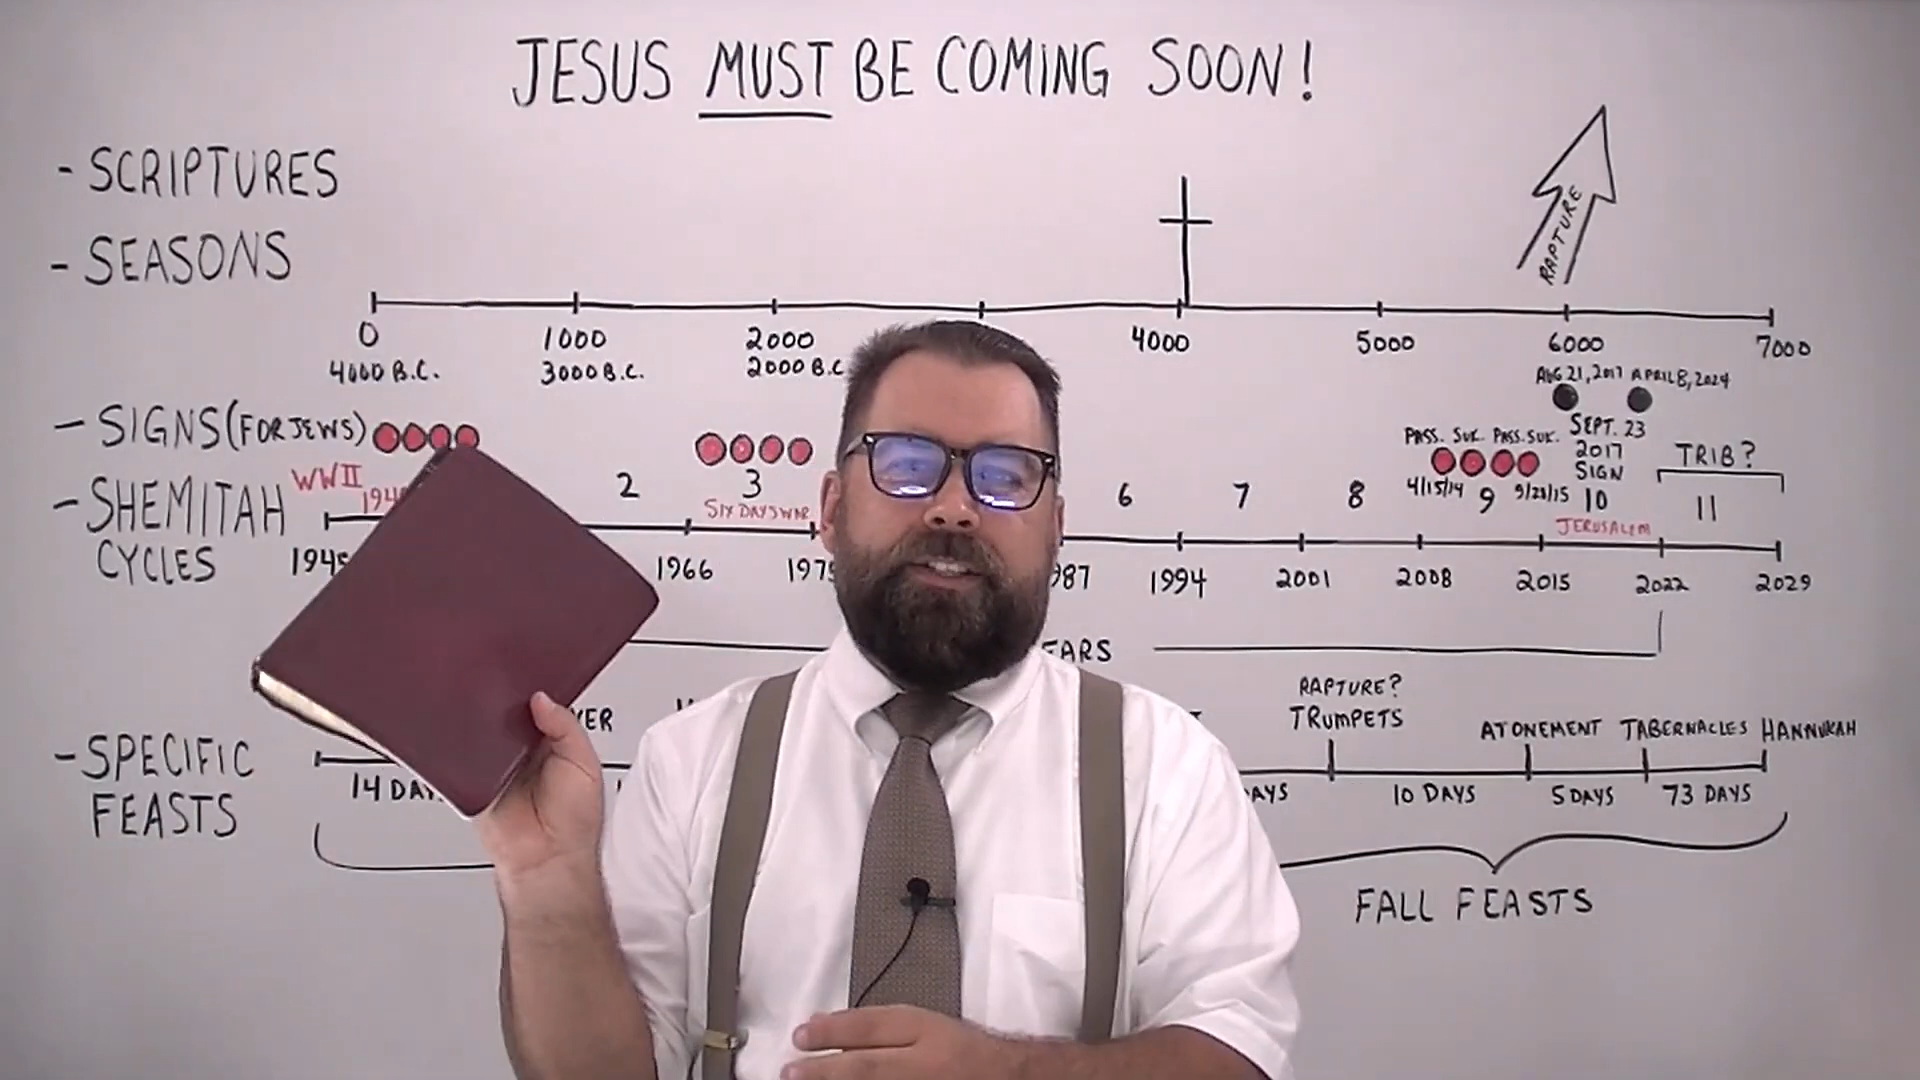 JESUS MUST BE COMING SOON!
- SCRIPTURES
- SEASONS
RAPTURE
0 1000 2000 4000 5000 6000 7000
4000 B.C. 3000 B.C. 2000 B.C
AUG 21, 2017 APRIL 8, 2024
- SIGNS (FOR JEWS)
PASS. SUK. PASS. SUK.
SEPT. 23
2017
SIGN
TRIB?
WWII
- SHEMITAH
CYCLES
2 3 6 7 8 4/15/14 9 9/28/15 10 11
SIX DAYS WAR
JERUSALEM
1945 1966 1994 2001 2008 2015 2022 2029
RAPTURE?
TRUMPETS
ATONEMENT TABERNACLES HANNUKAH
- SPECIFIC
FEASTS
14 DAY 10 DAYS 5 DAYS 73 DAYS
FALL FEASTS